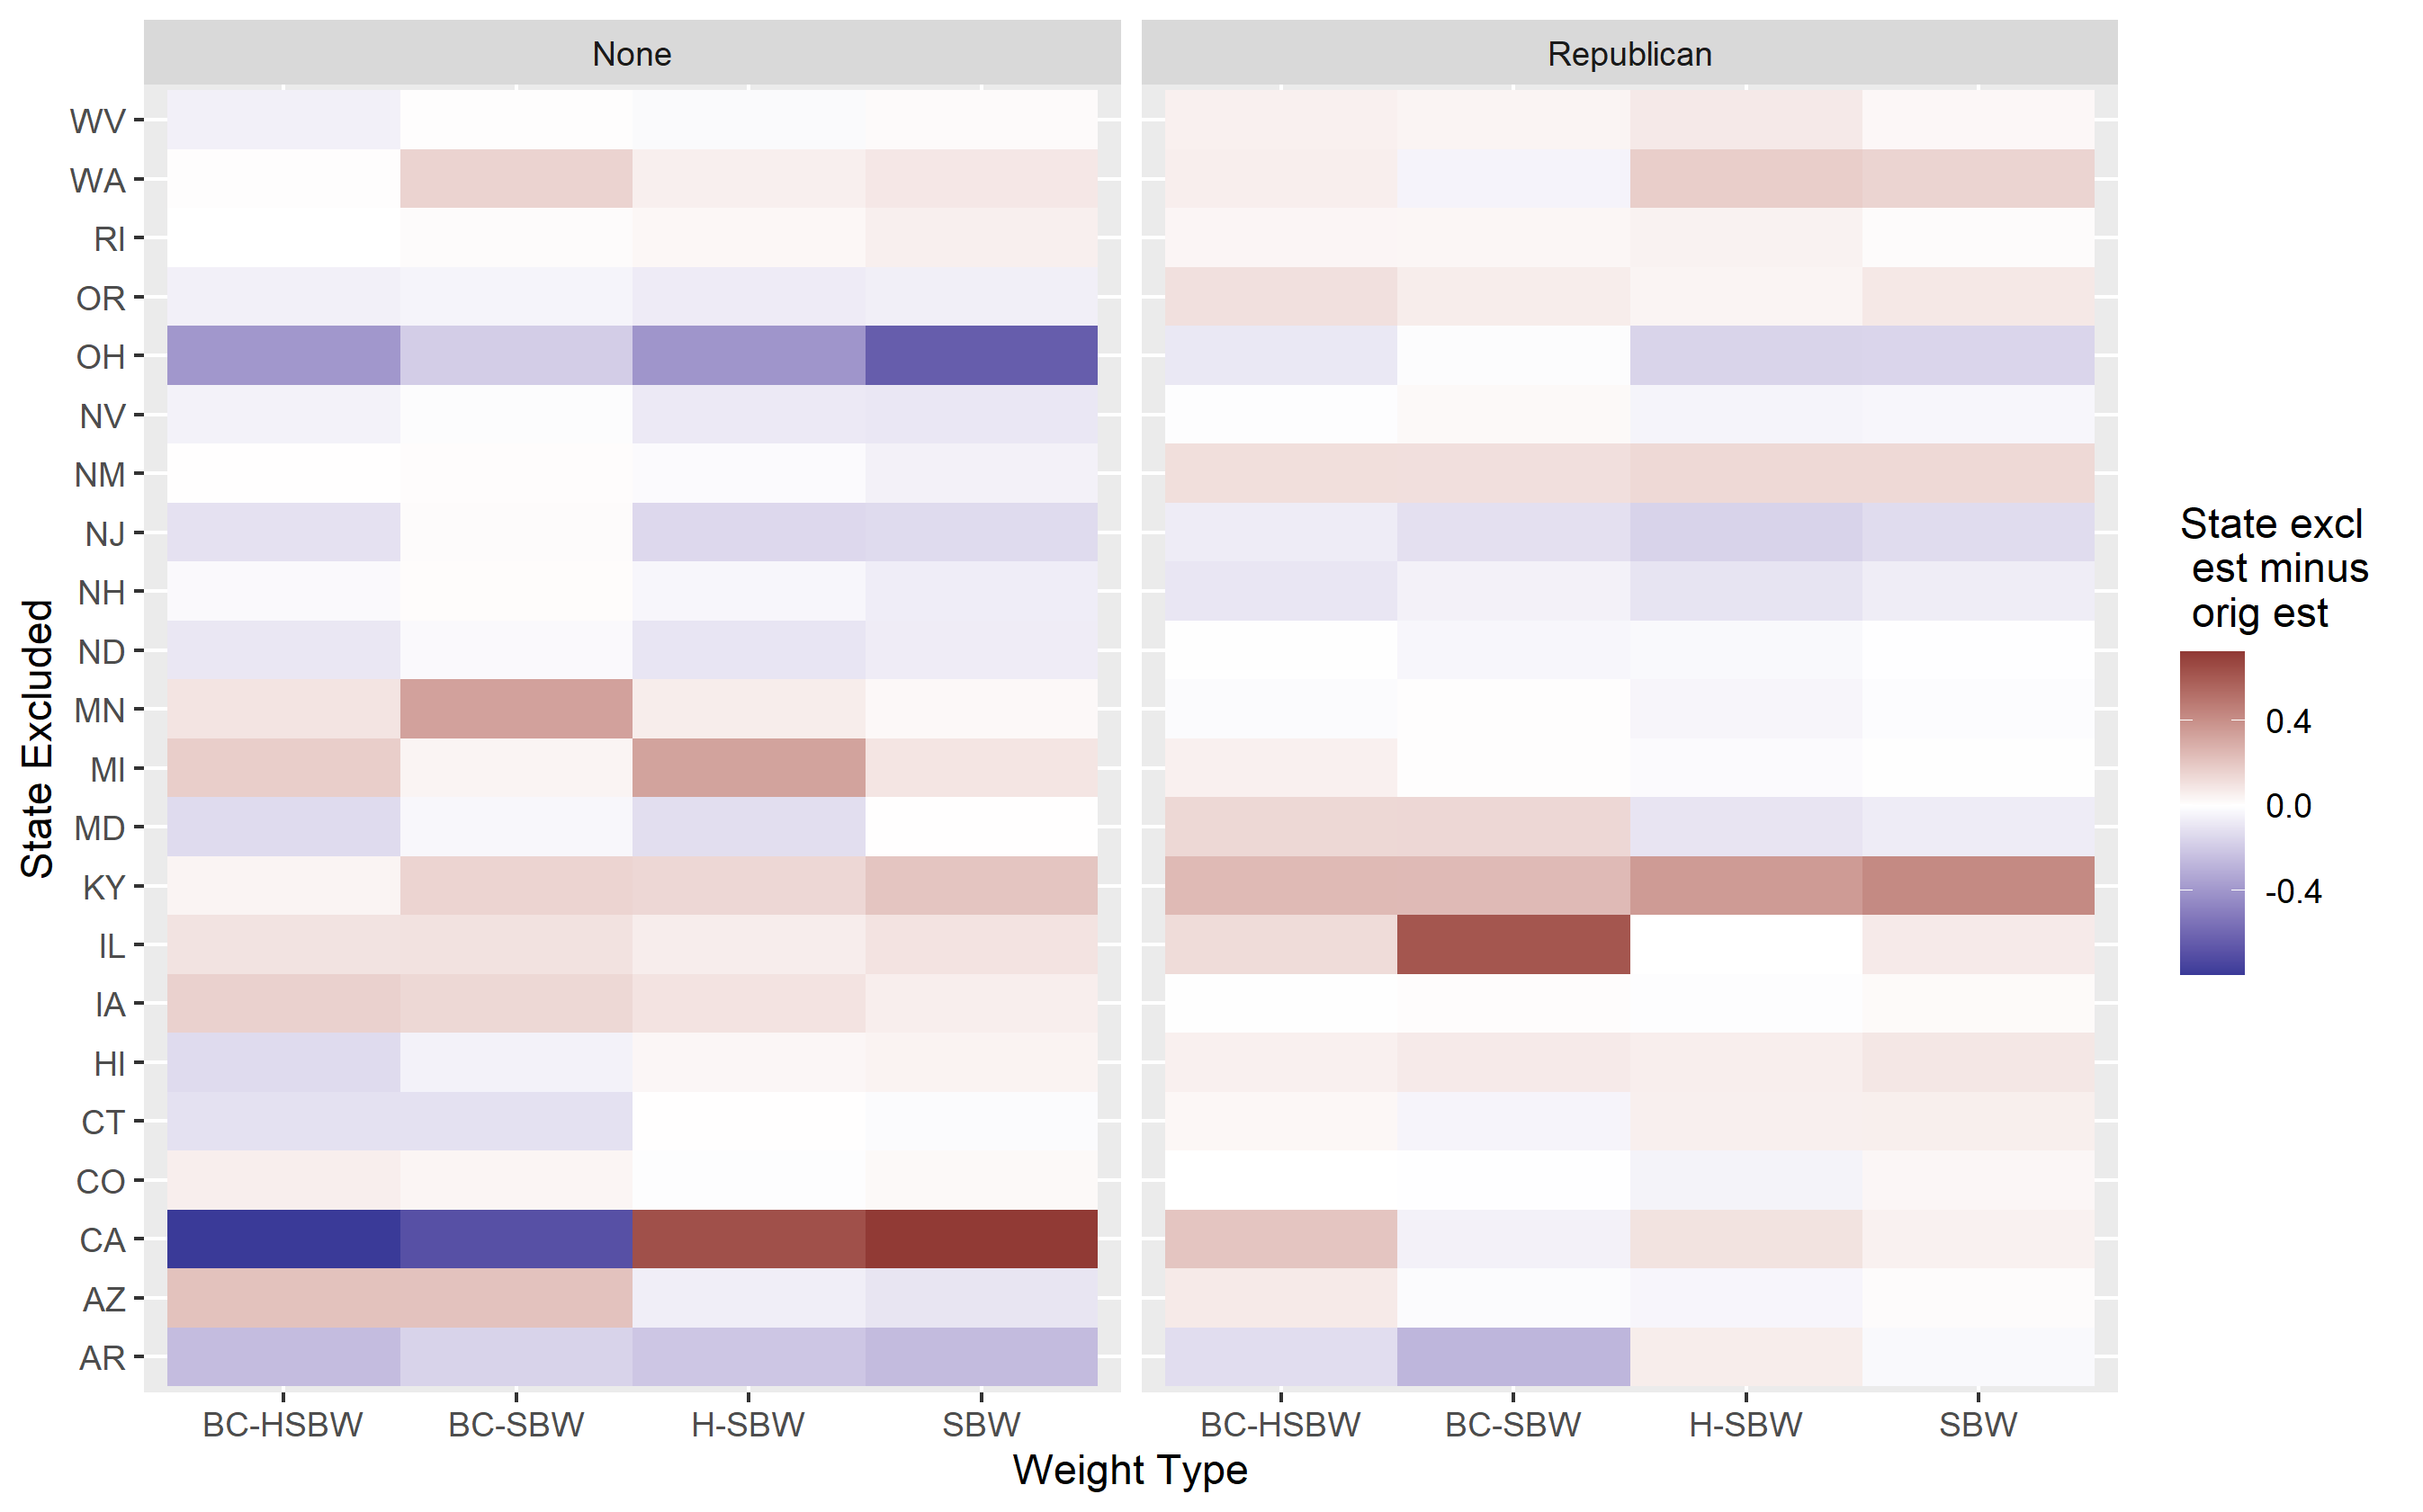 None
Republican
WV
WA
RI
OR
OH
NV
NM
NJ
NH
ND
MN
MI
MD
KY
IL
IA
HI
CT
CO
CA
AZ
AR
State Excluded
BC-HSBW
BC-SBW
H-SBW
SBW
BC-HSBW
BC-SBW
H-SBW
SBW
Weight Type
State excl
est minus
orig est
0.4
0.0
-0.4